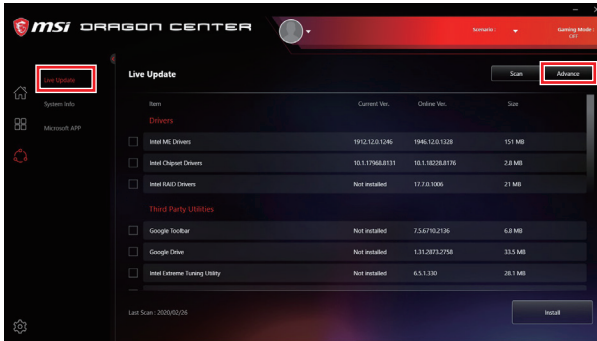 msi DRAGON CENTER
Scenario :
Gaming Mode :
OFF
Live Update
System Info
Microsoft APP
Live Update
Scan
Advance
Item Current Ver. Online Ver. Size
Drivers
Intel ME Drivers 1912.12.0.1246 1946.12.0.1328 151 MB
Intel Chipset Drivers 10.1.17968.8131 10.1.18228.8176 2.8 MB
Intel RAID Drivers Not installed 17.7.0.1006 21 MB
Third Party Utilities
Google Toolbar Not installed 7.5.6710.2136 6.8 MB
Google Drive Not installed 1.31.2873.2758 33.5 MB
Intel Extreme Tuning Utility Not installed 6.5.1.330 28.1 MB
Last Scan : 2020/02/26
Install